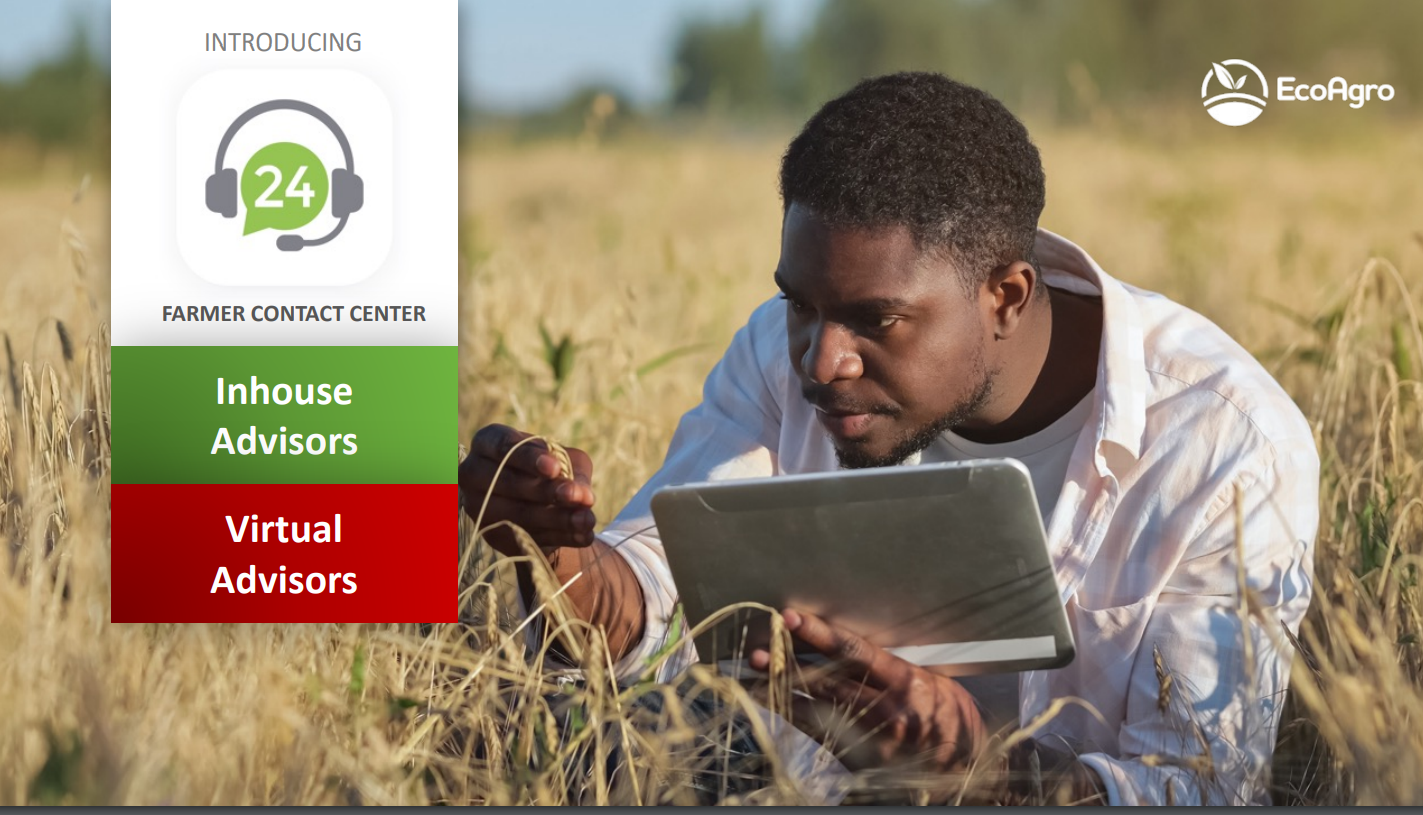 INTRODUCING
24
FARMER CONTACT CENTER
Inhouse
Advisors
Virtual
Advisors
EcoAgro